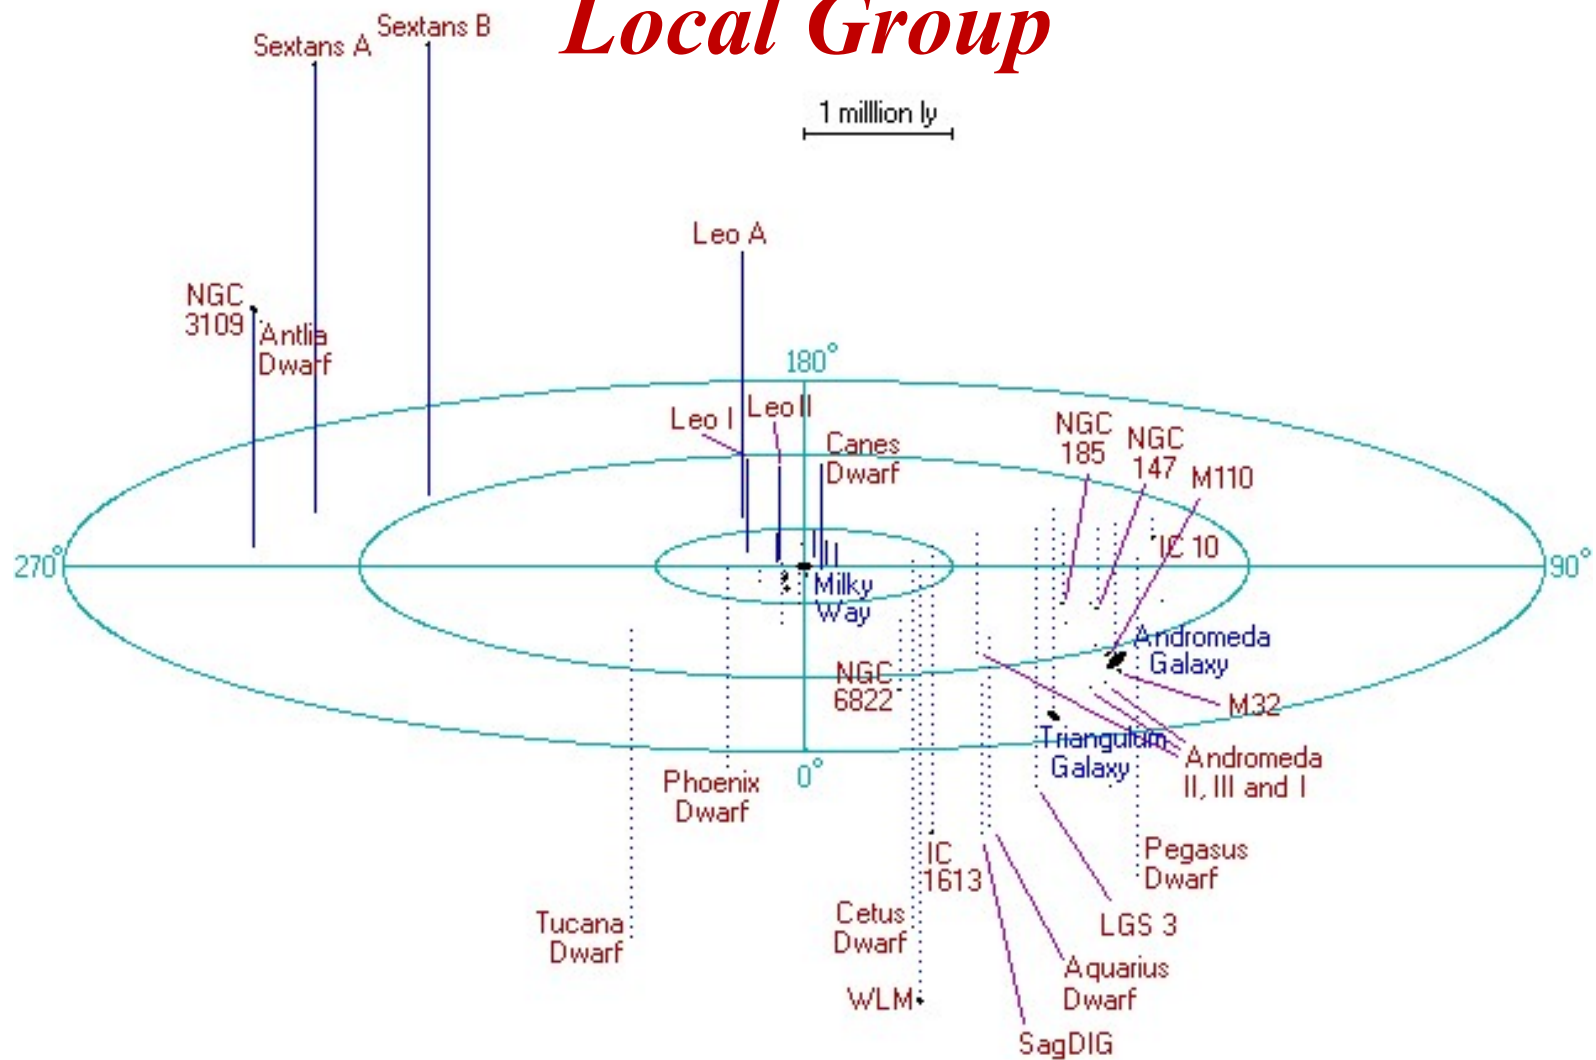 Local Group
Sextans A
Sextans B
1 milllion ly
Leo A
NGC
3109
Antlia
Dwarf
180°
Leo I
Leo II
Canes
Dwarf
NGC
185
NGC
147
M110
IC 10
270°
90°
Milky
Way
Andromeda
Galaxy
NGC
6822
M32
Triangulum
Galaxy
Andromeda
II, III and I
0°
Phoenix
Dwarf
IC
1613
Pegasus
Dwarf
Tucana
Dwarf
Cetus
Dwarf
LGS 3
Aquarius
Dwarf
WLM
SagDIG